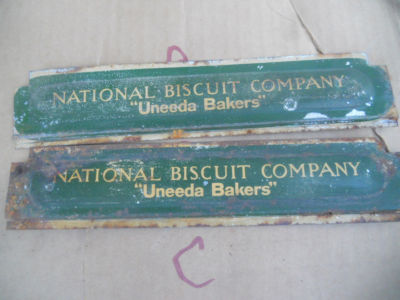 NATIONAL BISCUIT COMPANY
"Uneeda Bakers"
NATIONAL BISCUIT COMPANY
"Uneeda Bakers"
C